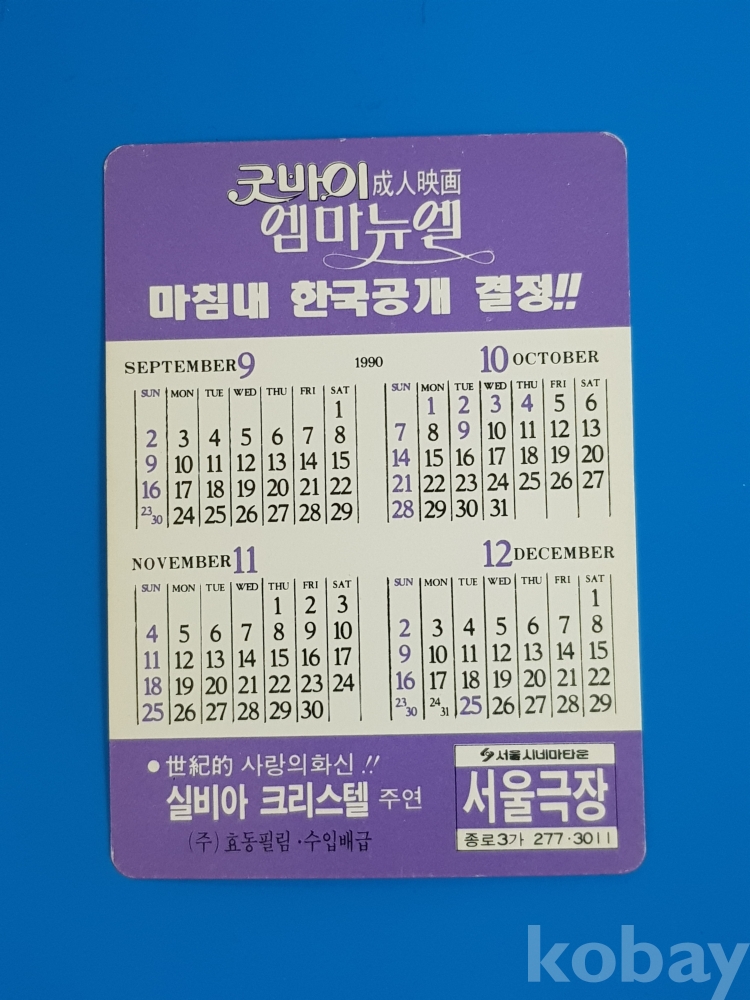 굿바이 成人映画
엠마뉴엘
마침내 한국공개 결정!!
SEPTEMBER 9 1990 10 OCTOBER
SUN MON TUE WED THU FRI SAT
1
2 3 4 5 6 7 8
9 10 11 12 13 14 15
16 17 18 19 20 21 22
23/30 24 25 26 27 28 29
SUN MON TUE WED THU FRI SAT
1 2 3 4 5 6
7 8 9 10 11 12 13
14 15 16 17 18 19 20
21 22 23 24 25 26 27
28 29 30 31
NOVEMBER 11 12 DECEMBER
SUN MON TUE WED THU FRI SAT
1 2 3
4 5 6 7 8 9 10
11 12 13 14 15 16 17
18 19 20 21 22 23 24
25 26 27 28 29 30
SUN MON TUE WED THU FRI SAT
1
2 3 4 5 6 7 8
9 10 11 12 13 14 15
16 17 18 19 20 21 22
23/30 24/31 25 26 27 28 29
● 世紀的 사랑의화신!!
실비아 크리스텔 주연
(주) 효동필림·수입배급
서울시네마타운
서울극장
종로3가 277·3011
kobay